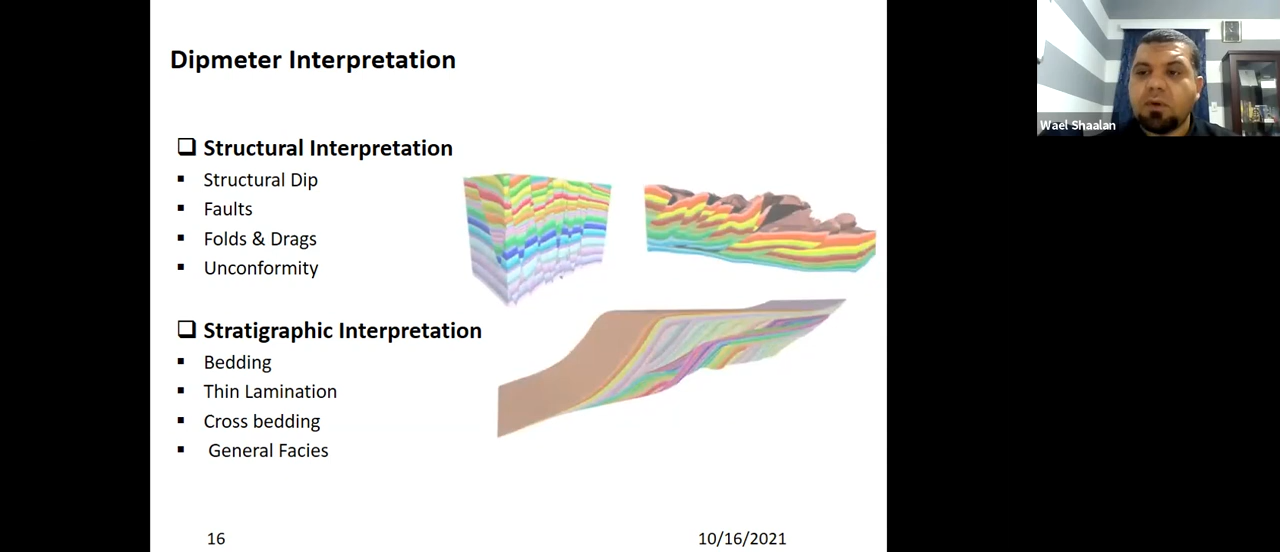 Dipmeter Interpretation
Structural Interpretation
Structural Dip
Faults
Folds & Drags
Unconformity
Stratigraphic Interpretation
Bedding
Thin Lamination
Cross bedding
General Facies
16
10/16/2021
Wael Shaalan